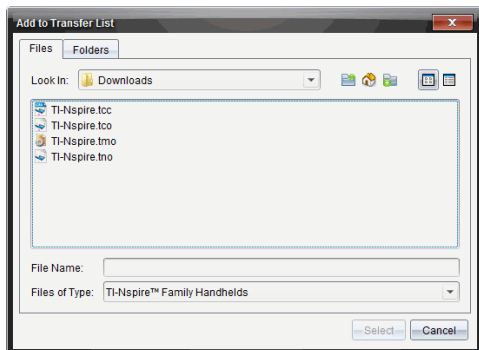 Add to Transfer List
Files Folders
Look In: Downloads
TI-Nspire.tcc
TI-Nspire.tco
TI-Nspire.tmo
TI-Nspire.tno
File Name:
Files of Type: TI-Nspire™ Family Handhelds
Select Cancel